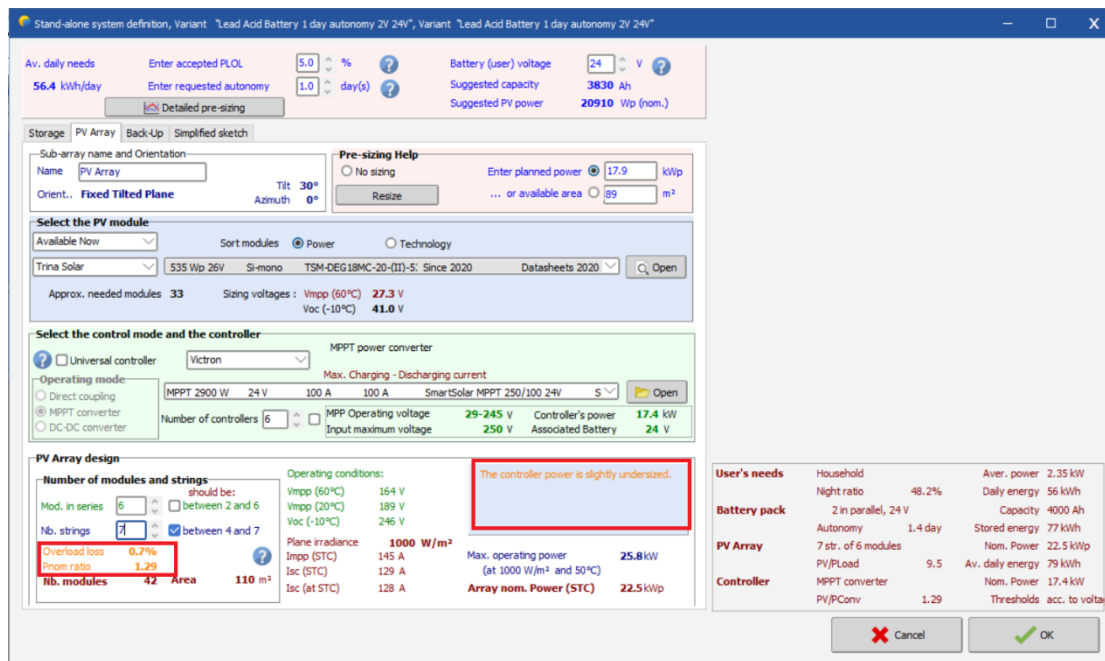 Stand-alone system definition, Variant "Lead Acid Battery 1 day autonomy 2V 24V", Variant "Lead Acid Battery 1 day autonomy 2V 24V"
Av. daily needs Enter accepted PLOL 5.0 % ? Battery (user) voltage 24 V ?
56.4 kWh/day Enter requested autonomy 1.0 day(s) ? Suggested capacity 3830 Ah
Detailed pre-sizing Suggested PV power 20910 Wp (nom.)
Storage PV Array Back-Up Simplified sketch
Sub-array name and Orientation
Name PV Array
Orient.. Fixed Tilted Plane Tilt 30°
Azimuth 0°
Pre-sizing Help
No sizing Enter planned power 17.9 kWp
Resize ... or available area 89 m²
Select the PV module
Available Now Sort modules Power Technology
Trina Solar 535 Wp 26V Si-mono TSM-DEG18MC-20-(II)-5: Since 2020 Datasheets 2020 Open
Approx. needed modules 33 Sizing voltages : Vmpp (60°C) 27.3 V
Voc (-10°C) 41.0 V
Select the control mode and the controller
? Universal controller Victron MPPT power converter
Operating mode
Direct coupling
MPPT converter
DC-DC converter
Max. Charging - Discharging current
MPPT 2900 W 24 V 100 A 100 A SmartSolar MPPT 250/100 24V S Open
Number of controllers 6 MPP Operating voltage 29-245 V Controller's power 17.4 kW
Input maximum voltage 250 V Associated Battery 24 V
PV Array design
Number of modules and strings
should be:
Mod. in series 6 between 2 and 6
Nb. strings 7 between 4 and 7
Overload loss 0.7% ?
Pnom ratio 1.29
Nb. modules 42 Area 110 m²
Operating conditions:
Vmpp (60°C) 164 V
Vmpp (20°C) 189 V
Voc (-10°C) 246 V
Plane irradiance 1000 W/m²
Impp (STC) 145 A
Isc (STC) 129 A
Isc (at STC) 128 A
The controller power is slightly undersized.
Max. operating power 25.8 kW
(at 1000 W/m² and 50°C)
Array nom. Power (STC) 22.5 kWp
User's needs Household Aver. power 2.35 kW
Night ratio 48.2% Daily energy 56 kWh
Battery pack 2 in parallel, 24 V Capacity 4000 Ah
Autonomy 1.4 day Stored energy 77 kWh
PV Array 7 str. of 6 modules Nom. Power 22.5 kWp
PV/PLoad 9.5 Av. daily energy 79 kWh
Controller MPPT converter Nom. Power 17.4 kW
PV/PConv 1.29 Thresholds acc. to volta
Cancel OK